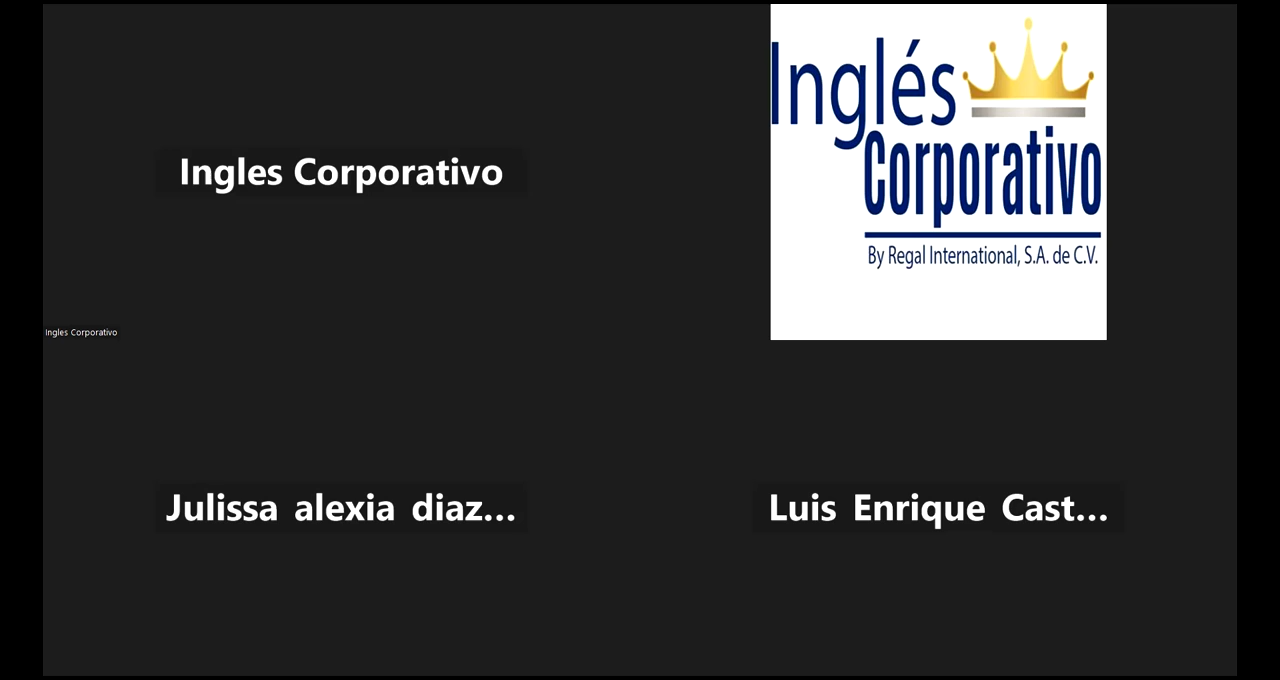 Ingles Corporativo
Inglés
Corporativo
By Regal International, S.A. de C.V.
Ingles Corporativo
Julissa alexia diaz...
Luis Enrique Cast...